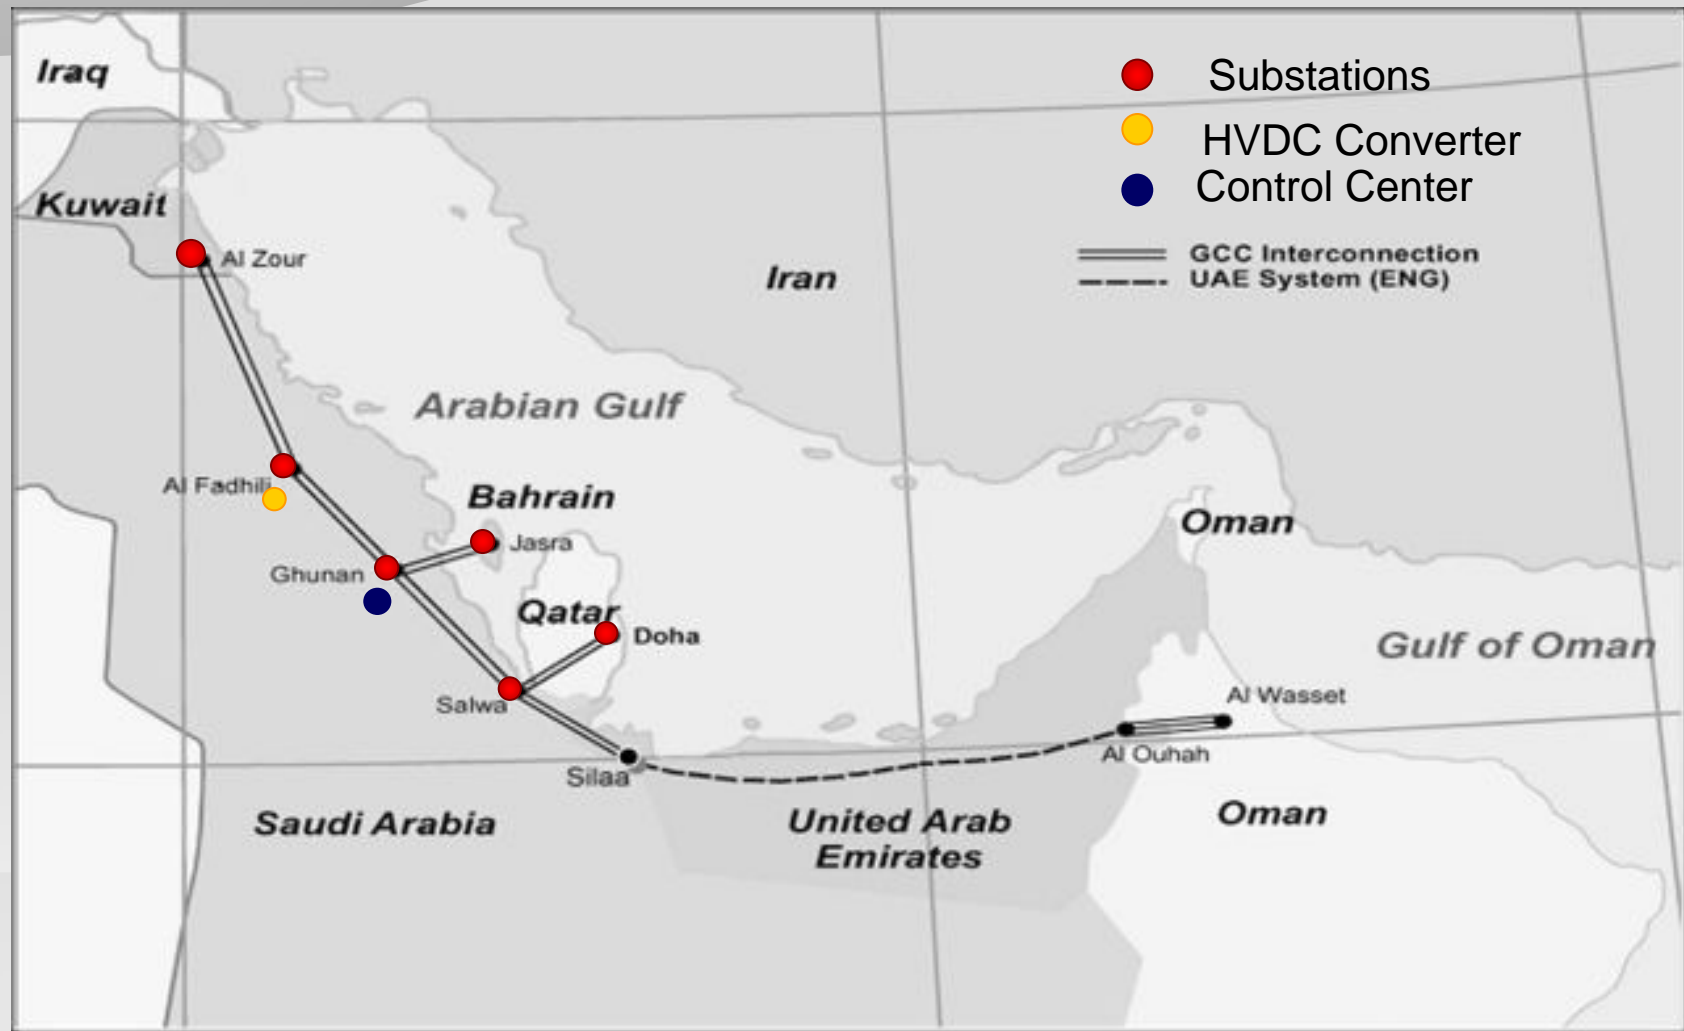 Iraq
Substations
HVDC Converter
Control Center
Kuwait
Al Zour
GCC Interconnection
UAE System (ENG)
Iran
Arabian Gulf
Al Fadhili
Bahrain
Jasra
Oman
Ghunan
Qatar
Doha
Gulf of Oman
Salwa
Al Wasset
Al Ouhah
Silaa
Saudi Arabia
United Arab
Emirates
Oman